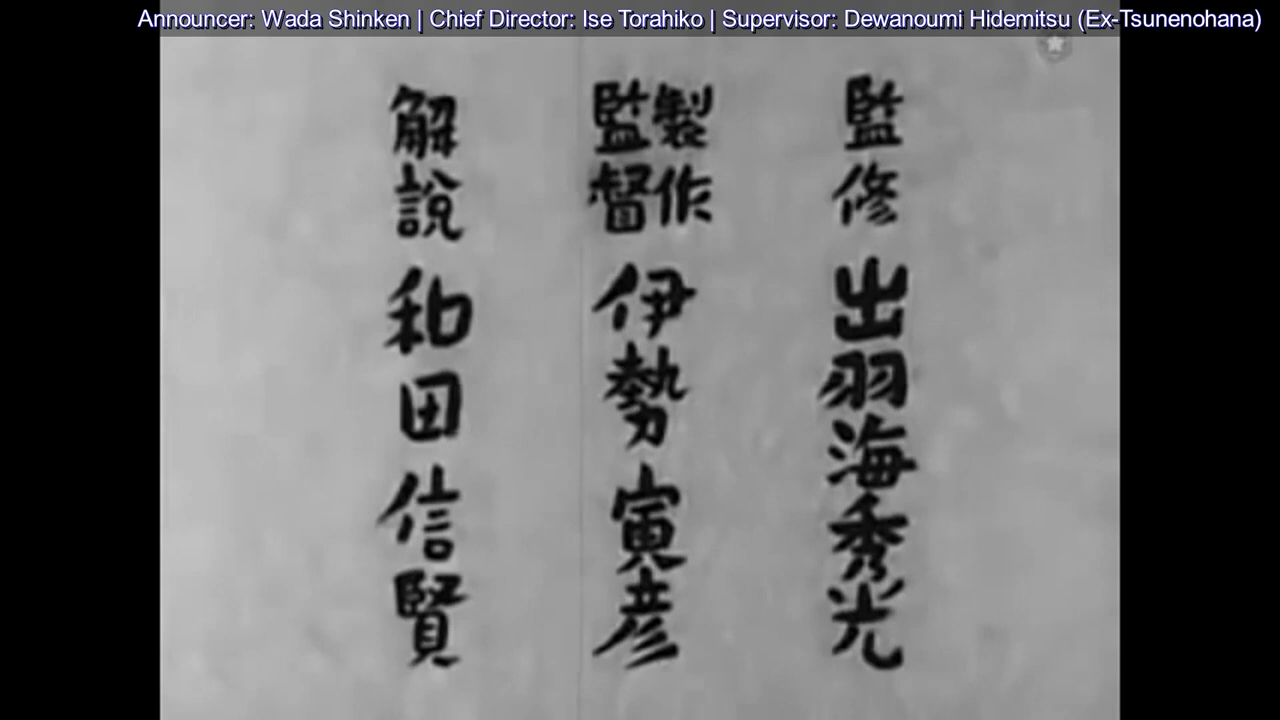 Announcer: Wada Shinken | Chief Director: Ise Torahiko | Supervisor: Dewanoumi Hidemitsu (Ex-Tsunenohana)
監修 出羽海秀光
製作監督 伊勢寅彦
解説 和田信賢